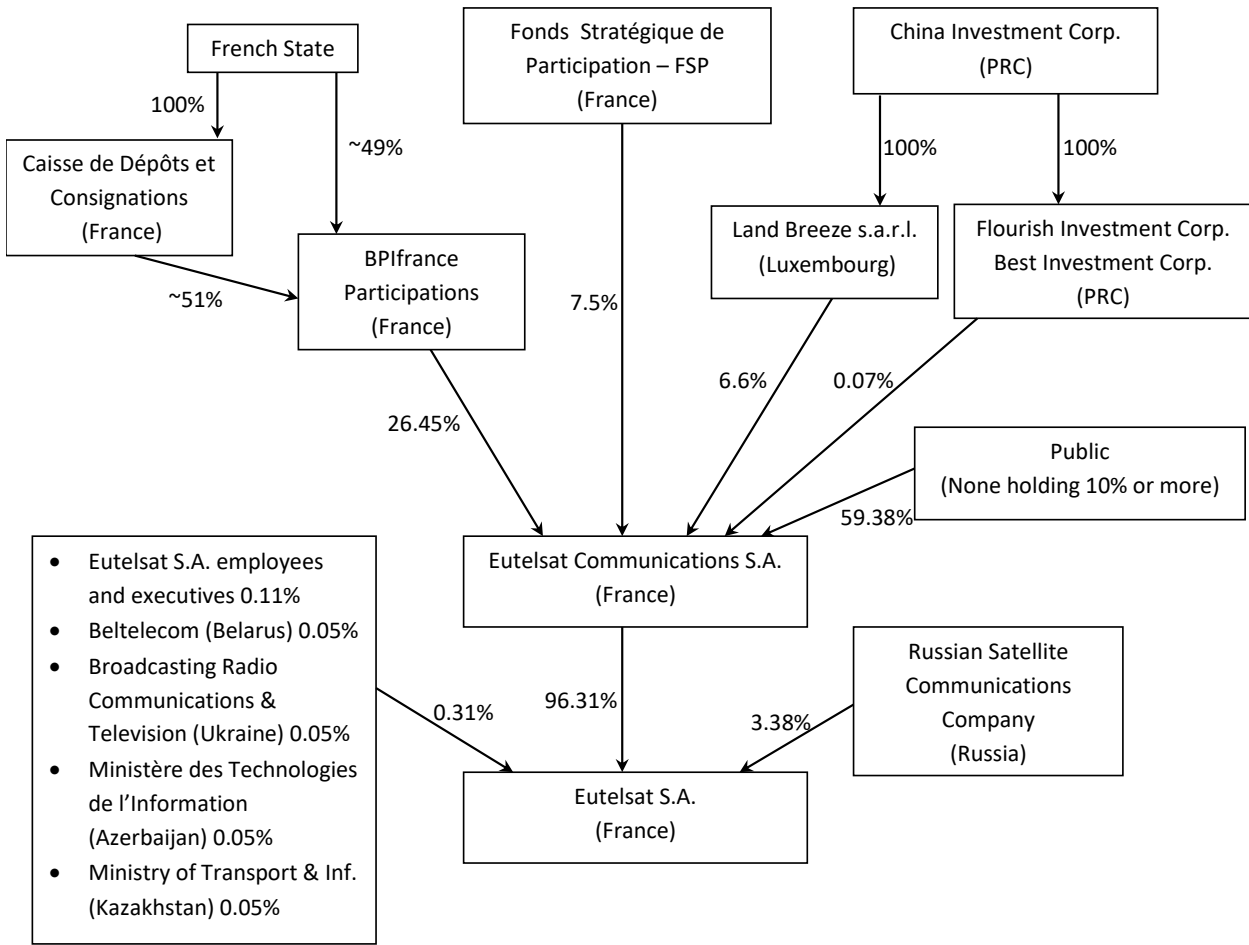 French State
Fonds Stratégique de
Participation – FSP
(France)
China Investment Corp.
(PRC)
100%
~49%
100%
100%
Caisse de Dépôts et
Consignations
(France)
Land Breeze s.a.r.l.
(Luxembourg)
Flourish Investment Corp.
Best Investment Corp.
(PRC)
BPIfrance
Participations
(France)
~51%
7.5%
6.6%
0.07%
26.45%
Public
(None holding 10% or more)
59.38%
Eutelsat Communications S.A.
(France)
• Eutelsat S.A. employees
and executives 0.11%
• Beltelecom (Belarus) 0.05%
• Broadcasting Radio
Communications &
Television (Ukraine) 0.05%
• Ministère des Technologies
de l’Information
(Azerbaijan) 0.05%
• Ministry of Transport & Inf.
(Kazakhstan) 0.05%
0.31%
96.31%
3.38%
Russian Satellite
Communications
Company
(Russia)
Eutelsat S.A.
(France)